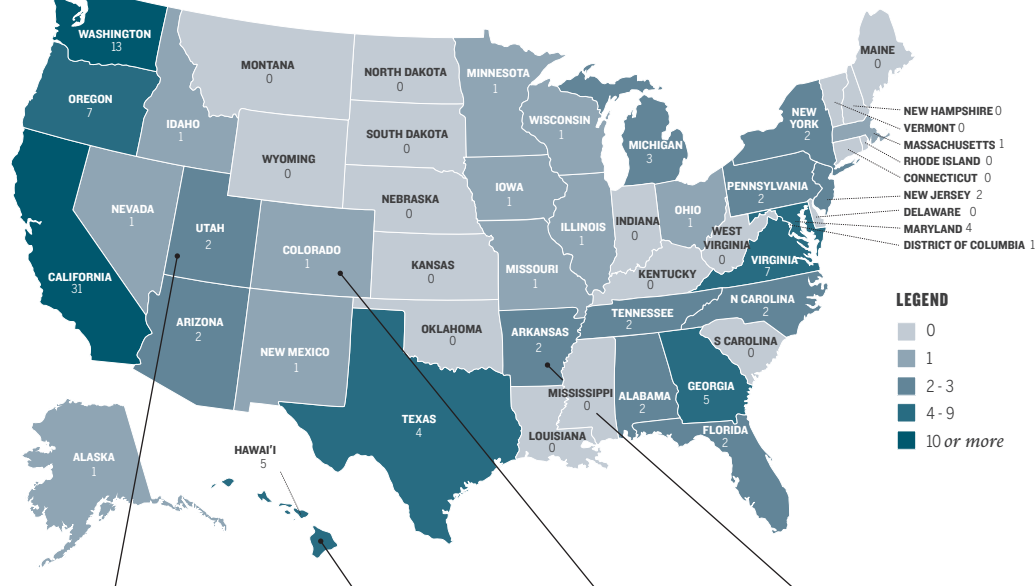 WASHINGTON
13
OREGON
7
IDAHO
1
MONTANA
0
WYOMING
0
NORTH DAKOTA
0
SOUTH DAKOTA
0
NEBRASKA
0
KANSAS
0
OKLAHOMA
0
MINNESOTA
1
WISCONSIN
1
IOWA
1
ILLINOIS
1
MISSOURI
1
MICHIGAN
3
INDIANA
0
OHIO
1
KENTUCKY
0
WEST
VIRGINIA
0
VIRGINIA
7
PENNSYLVANIA
2
NEW
YORK
2
MAINE
0
NEW HAMPSHIRE 0
VERMONT 0
MASSACHUSETTS 1
RHODE ISLAND 0
CONNECTICUT 0
NEW JERSEY 2
DELAWARE 0
MARYLAND 4
DISTRICT OF COLUMBIA 1
NEVADA
1
UTAH
2
COLORADO
1
CALIFORNIA
31
ARIZONA
2
NEW MEXICO
1
TEXAS
4
ARKANSAS
2
TENNESSEE
2
N CAROLINA
2
S CAROLINA
0
MISSISSIPPI
0
ALABAMA
2
GEORGIA
5
LOUISIANA
0
FLORIDA
2
ALASKA
1
HAWAI'I
5
LEGEND
0
1
2 - 3
4 - 9
10 or more